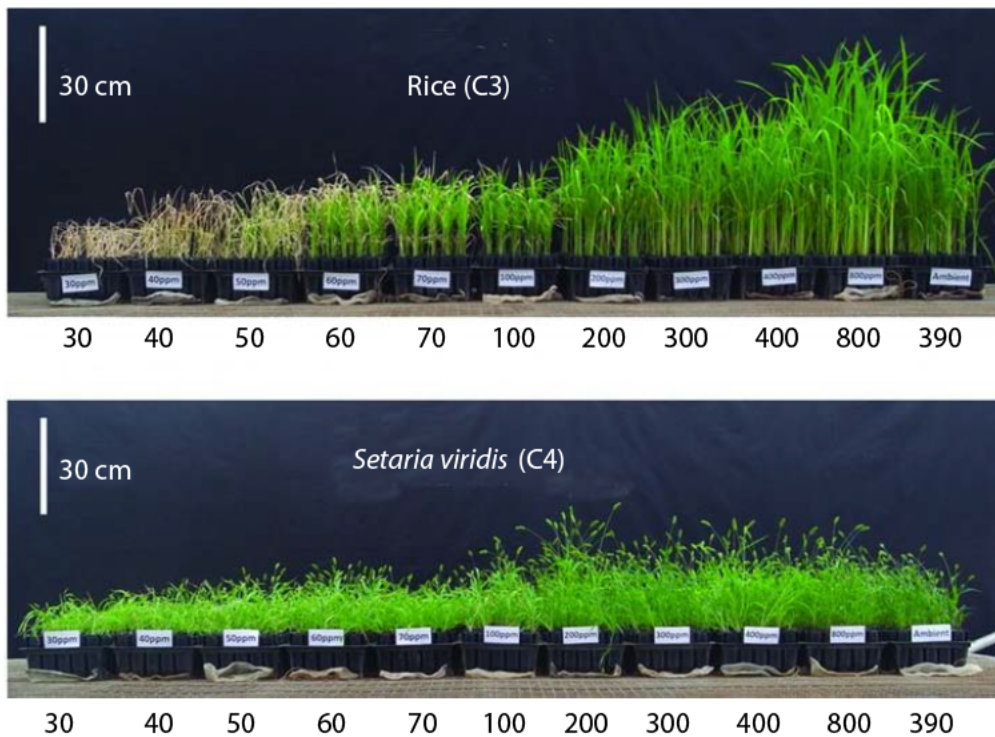 30 cm
Rice (C3)
30ppm 40ppm 50ppm 60ppm 70ppm 100ppm 200ppm 300ppm 400ppm 800ppm Ambient
30 40 50 60 70 100 200 300 400 800 390
30 cm
Setaria viridis (C4)
30ppm 40ppm 50ppm 60ppm 70ppm 100ppm 200ppm 300ppm 400ppm 800ppm Ambient
30 40 50 60 70 100 200 300 400 800 390